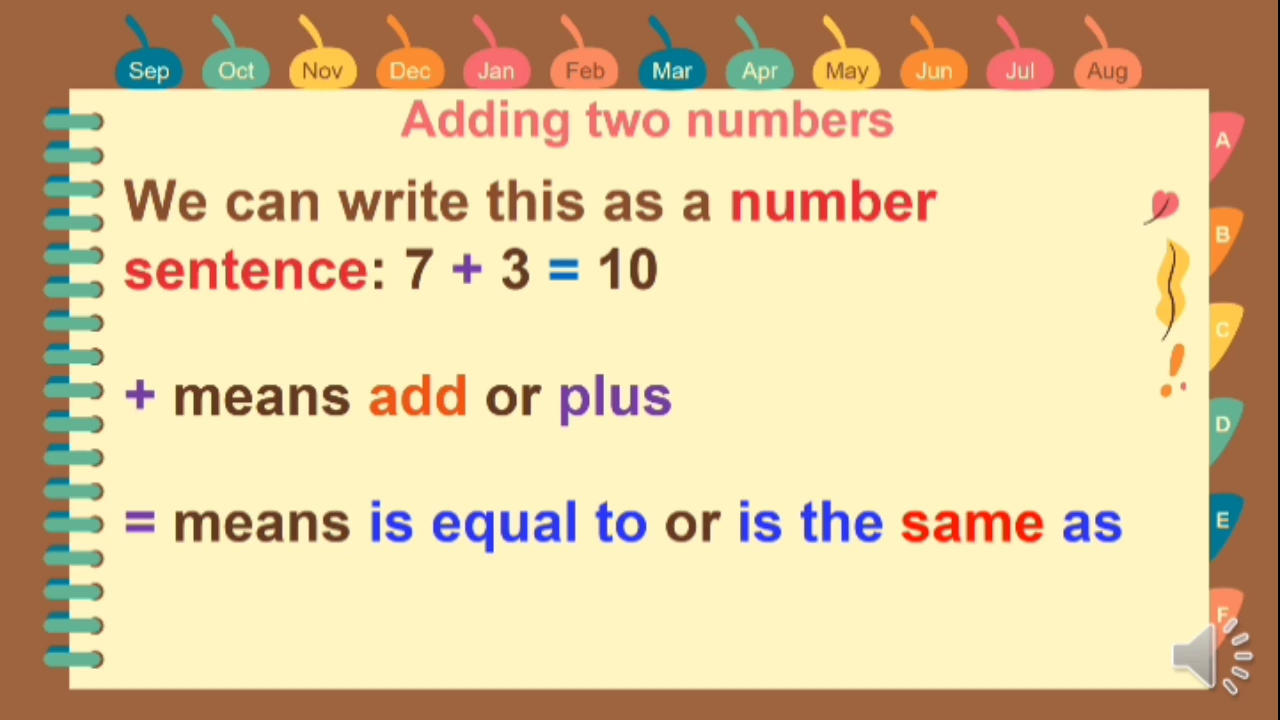 Sep Oct Nov Dec Jan Feb Mar Apr May Jun Jul Aug
Adding two numbers
We can write this as a number
sentence: 7 + 3 = 10
+ means add or plus
= means is equal to or is the same as
A
B
C
D
E
F